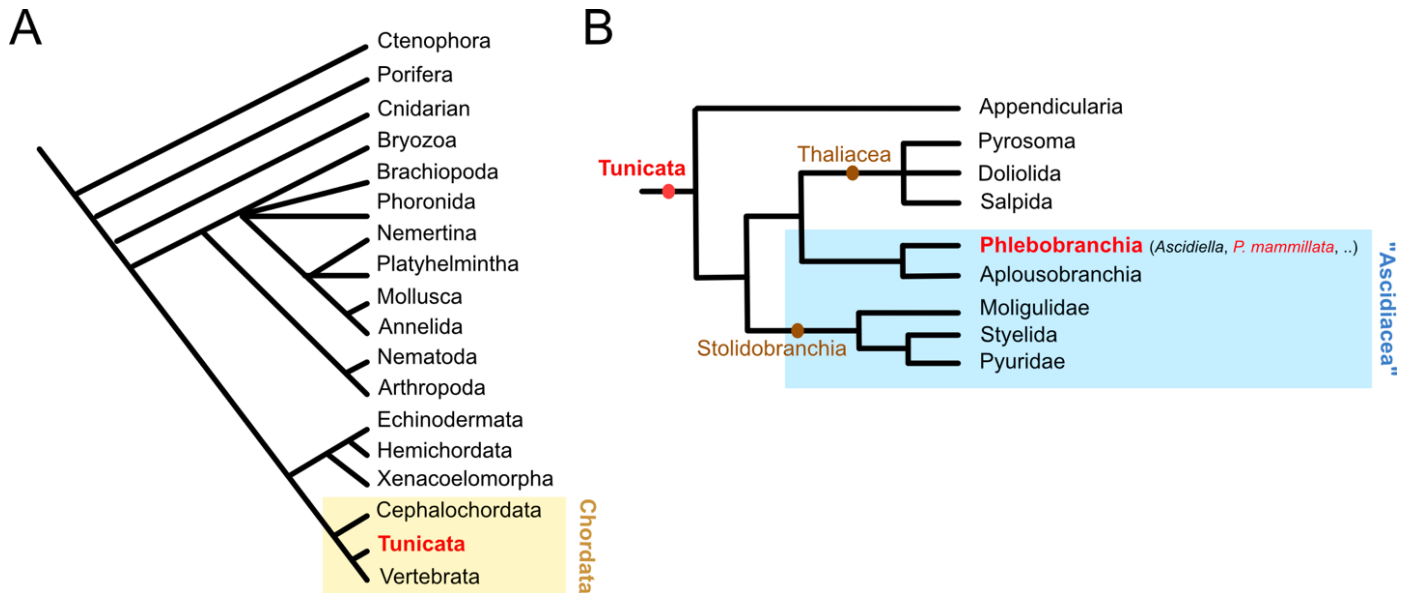 A
Ctenophora
Porifera
Cnidarian
Bryozoa
Brachiopoda
Phoronida
Nemertina
Platyhelmintha
Mollusca
Annelida
Nematoda
Arthropoda
Echinodermata
Hemichordata
Xenacoelomorpha
Cephalochordata
Tunicata
Vertebrata
Chordata
B
Tunicata
Appendicularia
Thaliacea
Pyrosoma
Doliolida
Salpida
Phlebobranchia (Ascidiella, P. mammillata, ..)
Aplousobranchia
Stolidobranchia
Moligulidae
Styelida
Pyuridae
"Ascidiacea"